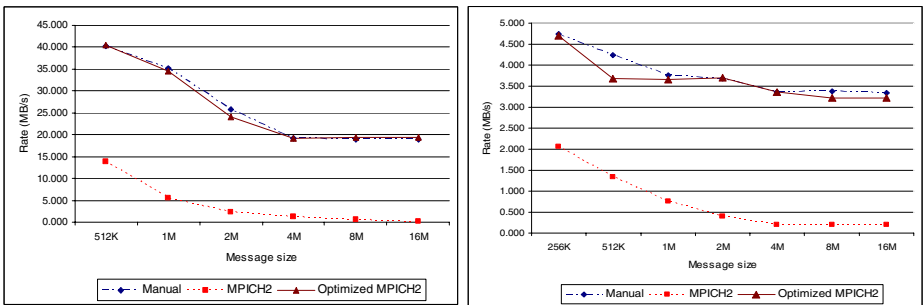 45.000
40.000
35.000
30.000
25.000
20.000
15.000
10.000
5.000
0.000
Rate (MB/s)
512K 1M 2M 4M 8M 16M
Message size
Manual MPICH2 Optimized MPICH2
5.000
4.500
4.000
3.500
3.000
2.500
2.000
1.500
1.000
0.500
0.000
Rate (MB/s)
256K 512K 1M 2M 4M 8M 16M
Message size
Manual MPICH2 Optimized MPICH2